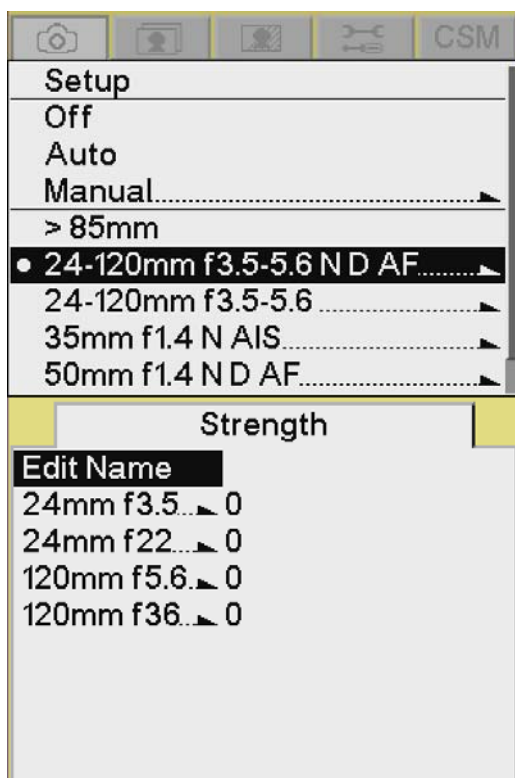 CSM
Setup
Off
Auto
Manual
> 85mm
24-120mm f3.5-5.6 N D AF
24-120mm f3.5-5.6
35mm f1.4 N AIS
50mm f1.4 N D AF
Strength
Edit Name
24mm f3.5 0
24mm f22 0
120mm f5.6 0
120mm f36 0